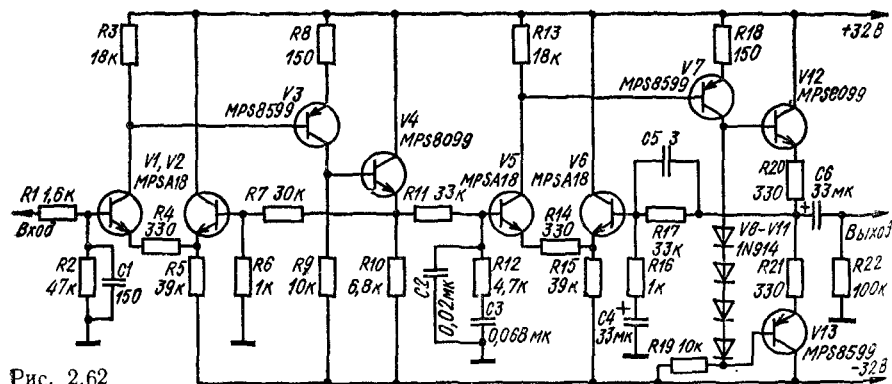 R3
18к
R8
150
R13
18к
R18
150
+32В
V3
MPS8599
V4
MPS8099
V7
MPS8599
V12
MPS8099
V1, V2
MPSA18
V5
MPSA18
V6
MPSA18
C5 3
R20
330
C6
33мк
R1 1,6к
Вход
R4
330
R7 30к
R11 33к
R14
330
R17
33к
V8-V11
1N914
Выход
R2
47к
C1
150
R5
39к
R6
1к
R9
10к
R10
6,8к
C2
0,02мк
R12
4,7к
C3
0,068 мк
R15
39к
R16
1к
C4
33мк
R21
330
R22
100к
R19 10к
V13
MPS8599
-32В
Рис. 2.62